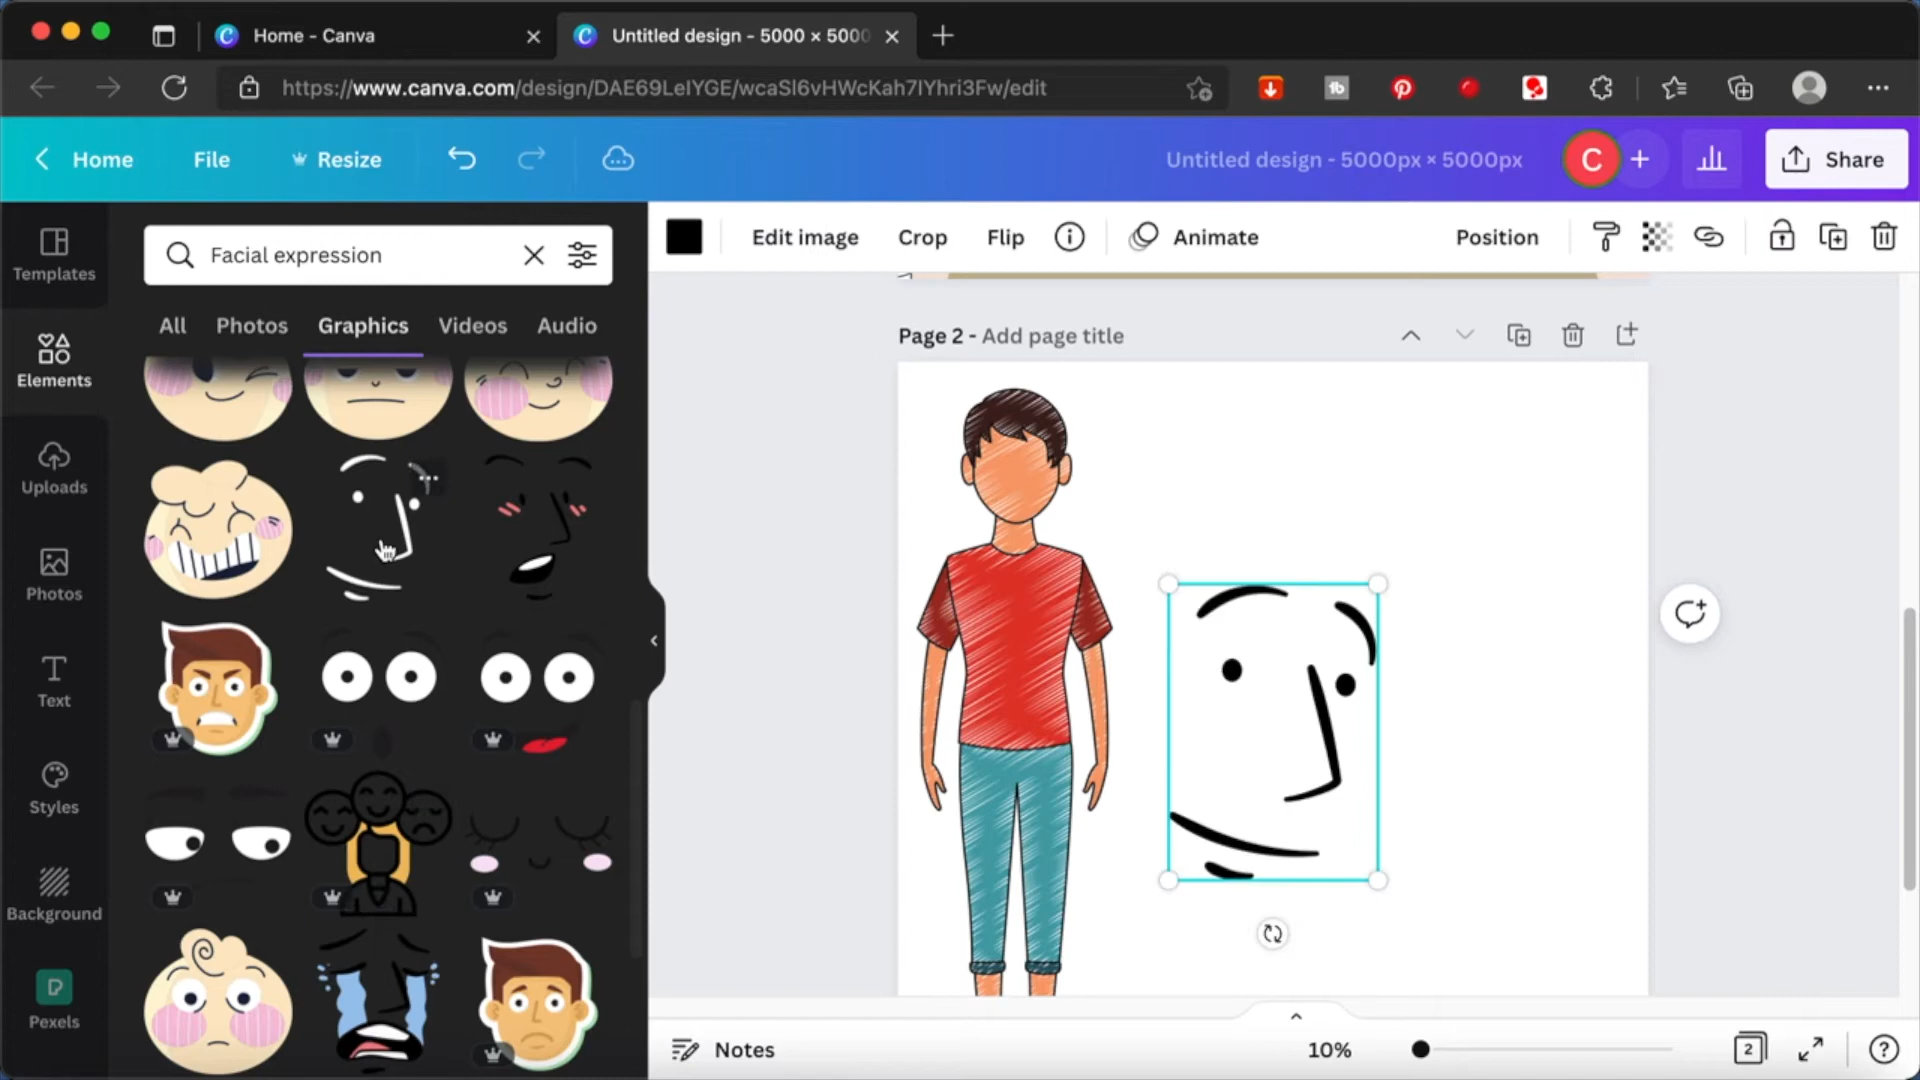 Home - Canva
Untitled design - 5000 × 5000
https://www.canva.com/design/DAE69LeIYGE/wcaSl6vHWcKah7IYhri3Fw/edit
Home
File
Resize
Untitled design - 5000px × 5000px
C
Share
Templates
Elements
Uploads
Photos
Text
Styles
Background
Pexels
Facial expression
All
Photos
Graphics
Videos
Audio
Edit image
Crop
Flip
Animate
Position
Page 2 - Add page title
Notes
10%
2